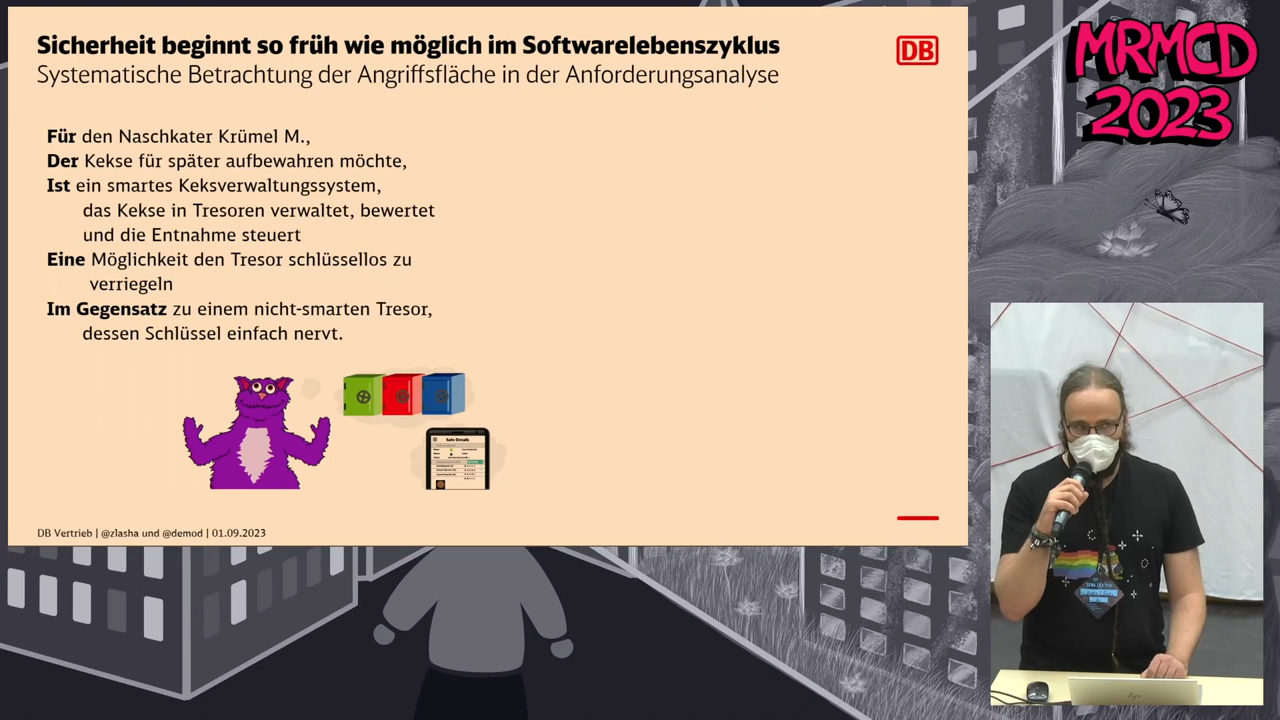 Sicherheit beginnt so früh wie möglich im Softwarelebenszyklus
Systematische Betrachtung der Angriffsfläche in der Anforderungsanalyse
DB
Für den Naschkater Krümel M.,
Der Kekse für später aufbewahren möchte,
Ist ein smartes Keksverwaltungssystem,
das Kekse in Tresoren verwaltet, bewertet
und die Entnahme steuert
Eine Möglichkeit den Tresor schlüssellos zu
verriegeln
Im Gegensatz zu einem nicht-smarten Tresor,
dessen Schlüssel einfach nervt.
Safe Details
DB Vertrieb | @zlasha und @demod | 01.09.2023
MRMCD
2023